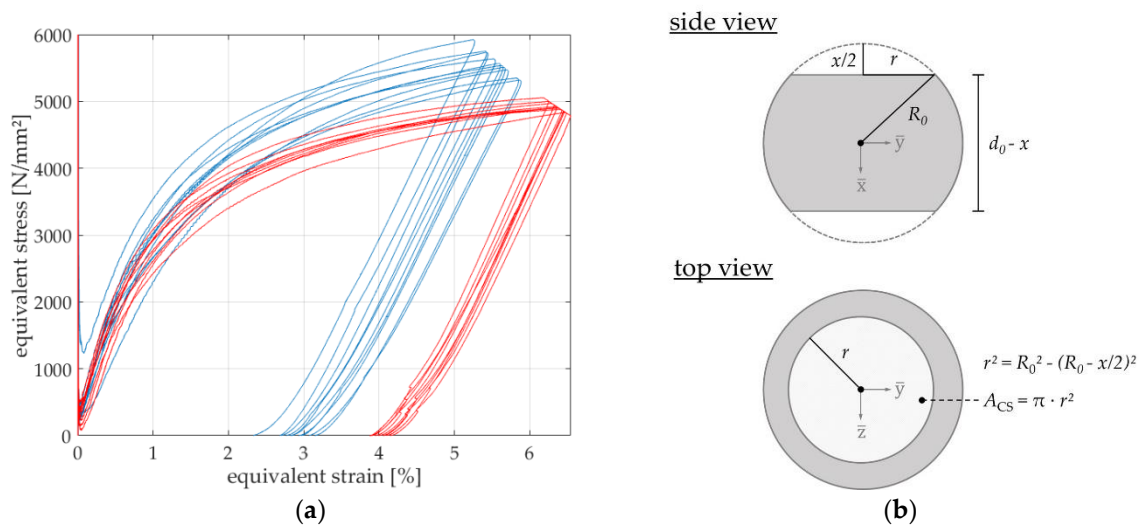 6000
5000
4000
3000
2000
1000
0
equivalent stress [N/mm²]
0 1 2 3 4 5 6
equivalent strain [%]
(a)
side view
x/2
r
R₀
ȳ
x̄
d₀ - x
top view
r
ȳ
z̄
r² = R₀² - (R₀ - x/2)²
A_CS = π · r²
(b)